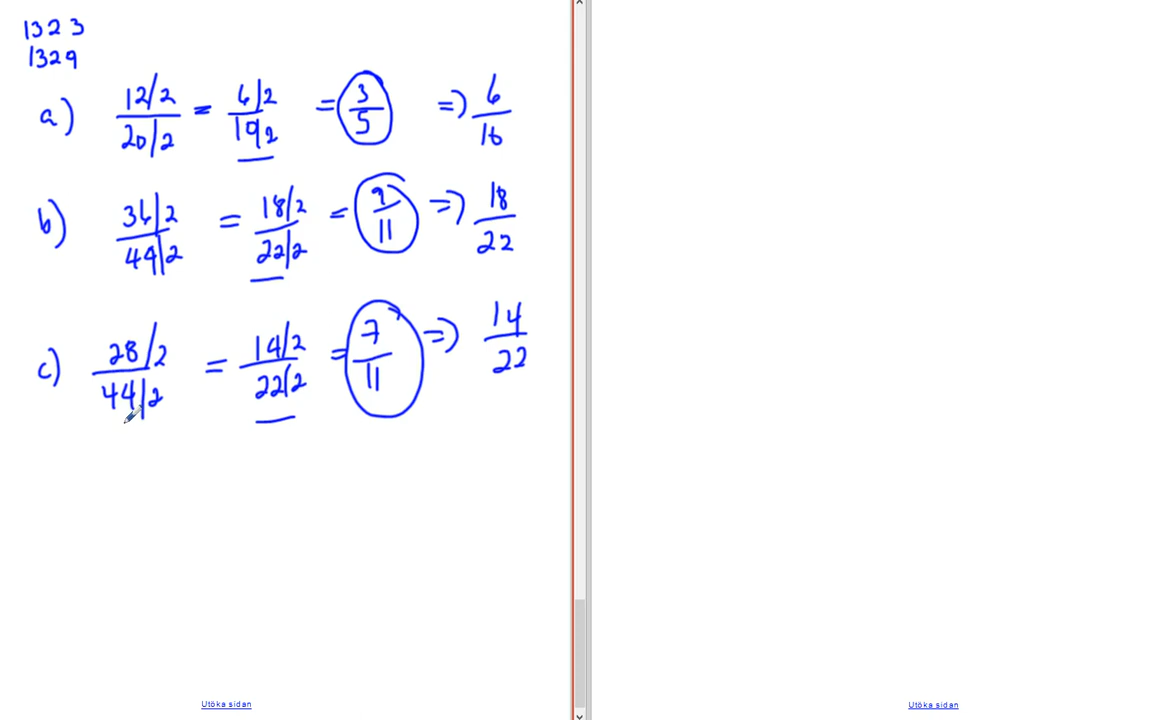 1323
1329
a) 12/2 / 20/2 = 6/2 / 10/2 = 3/5 => 6/10
b) 36/2 / 44/2 = 18/2 / 22/2 = 9/11 => 18/22
c) 28/2 / 44/2 = 14/2 / 22/2 = 7/11 => 14/22
Utöka sidan
Utöka sidan